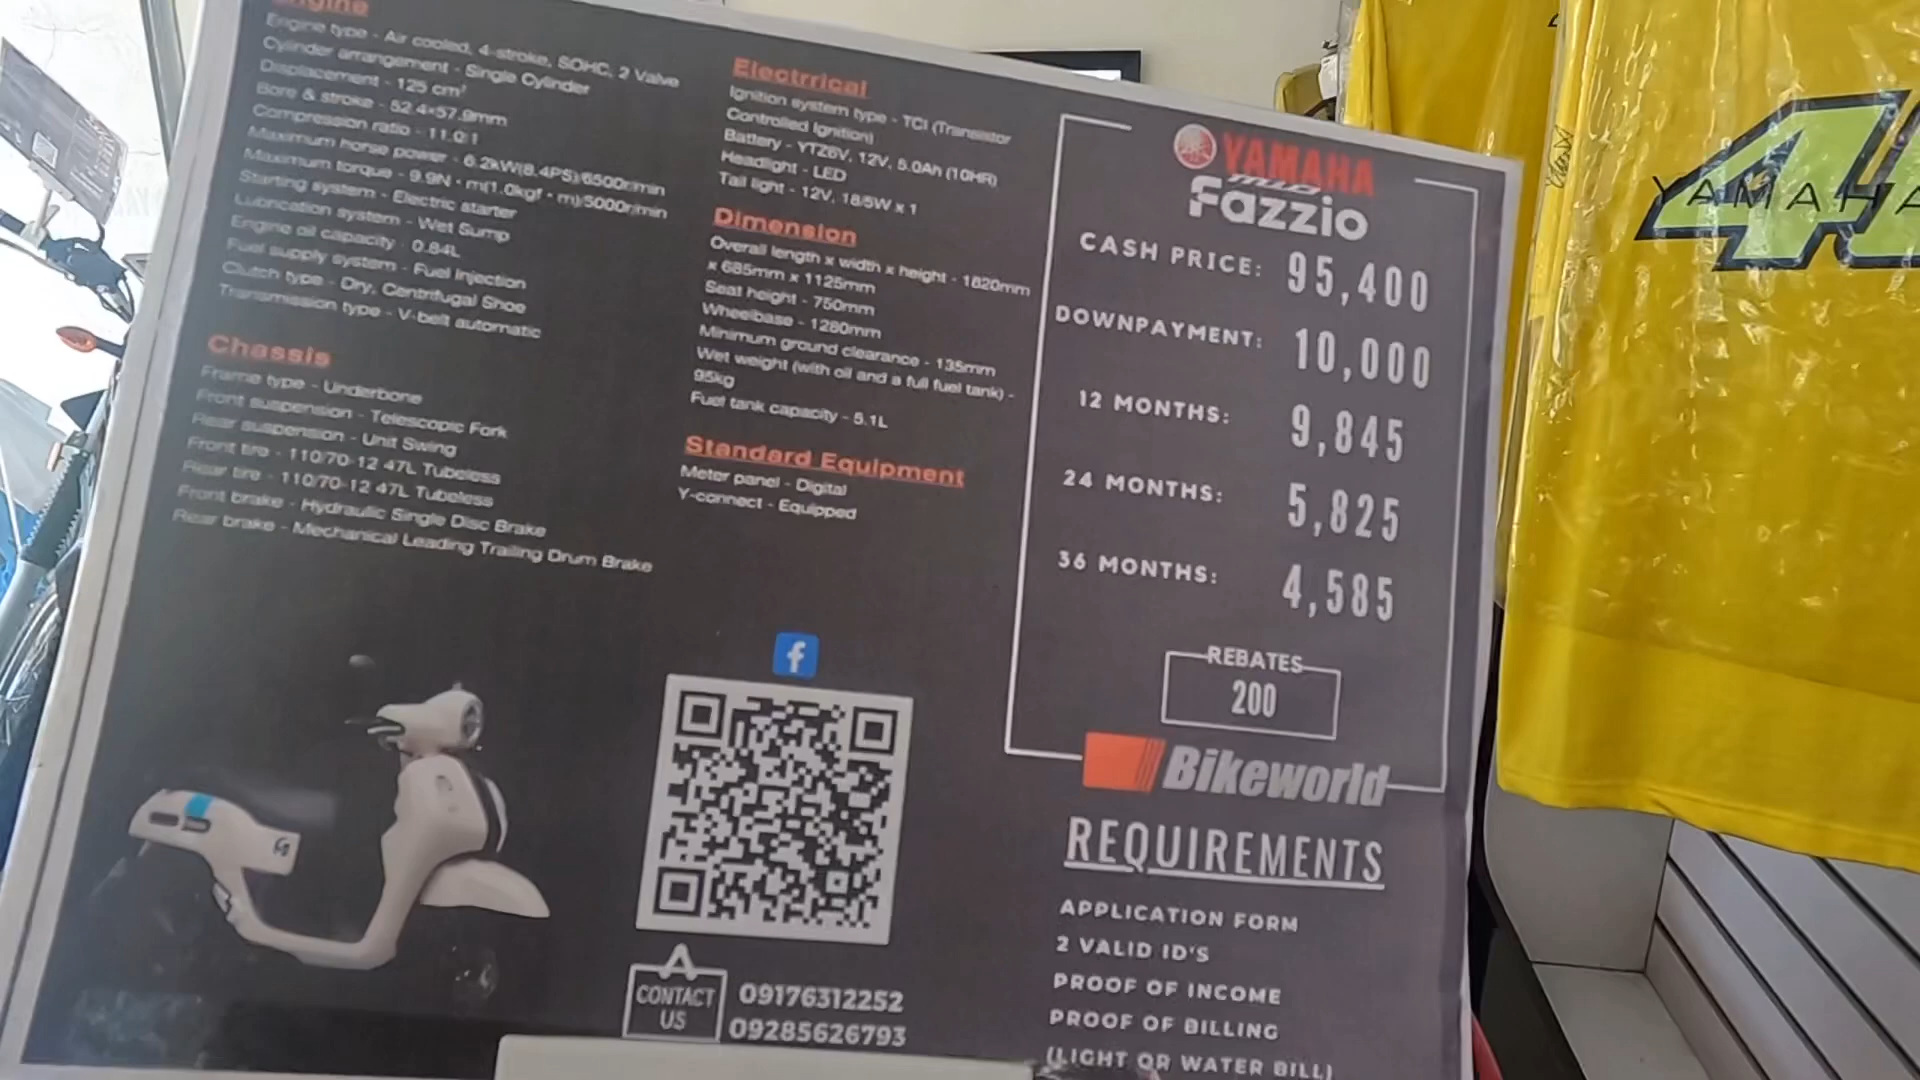 Engine
Engine type - Air cooled, 4-stroke, SOHC, 2 Valve
Cylinder arrangement - Single Cylinder
Displacement - 125 cm³
Bore & stroke - 52.4×57.9mm
Compression ratio - 11.0:1
Maximum horse power - 6.2kW(8.4PS)/6500r/min
Maximum torque - 9.9N・m(1.0kgf・m)/5000r/min
Starting system - Electric starter
Lubrication system - Wet Sump
Engine oil capacity - 0.84L
Fuel supply system - Fuel Injection
Clutch type - Dry, Centrifugal Shoe
Transmission type - V-belt automatic
Chassis
Frame type - Underbone
Front suspension - Telescopic Fork
Rear suspension - Unit Swing
Front tire - 110/70-12 47L Tubeless
Rear tire - 110/70-12 47L Tubeless
Front brake - Hydraulic Single Disc Brake
Rear brake - Mechanical Leading Trailing Drum Brake
Electrrical
Ignition system type - TCI (Transistor
Controlled Ignition)
Battery - YTZ6V, 12V, 5.0Ah (10HR)
Headlight - LED
Tail light - 12V, 18/5W x 1
Dimension
Overall length x width x height - 1820mm
x 685mm x 1125mm
Seat height - 750mm
Wheelbase - 1280mm
Minimum ground clearance - 135mm
Wet weight (with oil and a full fuel tank) -
95kg
Fuel tank capacity - 5.1L
Standard Equipment
Meter panel - Digital
Y-connect - Equipped
CONTACT
US
09176312252
09285626793
YAMAHA
mio
Fazzio
CASH PRICE: 95,400
DOWNPAYMENT: 10,000
12 MONTHS: 9,845
24 MONTHS: 5,825
36 MONTHS: 4,585
REBATES
200
Bikeworld
REQUIREMENTS
APPLICATION FORM
2 VALID ID'S
PROOF OF INCOME
PROOF OF BILLING
(LIGHT OR WATER BILL)
YAMAHA